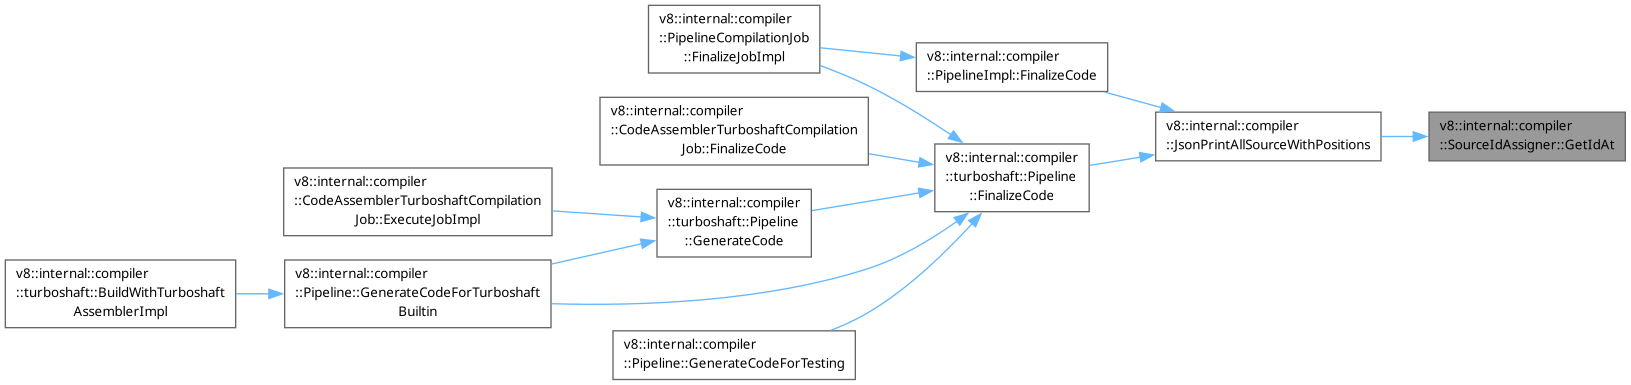 v8::internal::compiler
::PipelineCompilationJob
::FinalizeJobImpl
v8::internal::compiler
::PipelineImpl::FinalizeCode
v8::internal::compiler
::CodeAssemblerTurboshaftCompilation
Job::FinalizeCode
v8::internal::compiler
::JsonPrintAllSourceWithPositions
v8::internal::compiler
::SourceIdAssigner::GetIdAt
v8::internal::compiler
::turboshaft::Pipeline
::FinalizeCode
v8::internal::compiler
::CodeAssemblerTurboshaftCompilation
Job::ExecuteJobImpl
v8::internal::compiler
::turboshaft::Pipeline
::GenerateCode
v8::internal::compiler
::turboshaft::BuildWithTurboshaft
AssemblerImpl
v8::internal::compiler
::Pipeline::GenerateCodeForTurboshaft
Builtin
v8::internal::compiler
::Pipeline::GenerateCodeForTesting